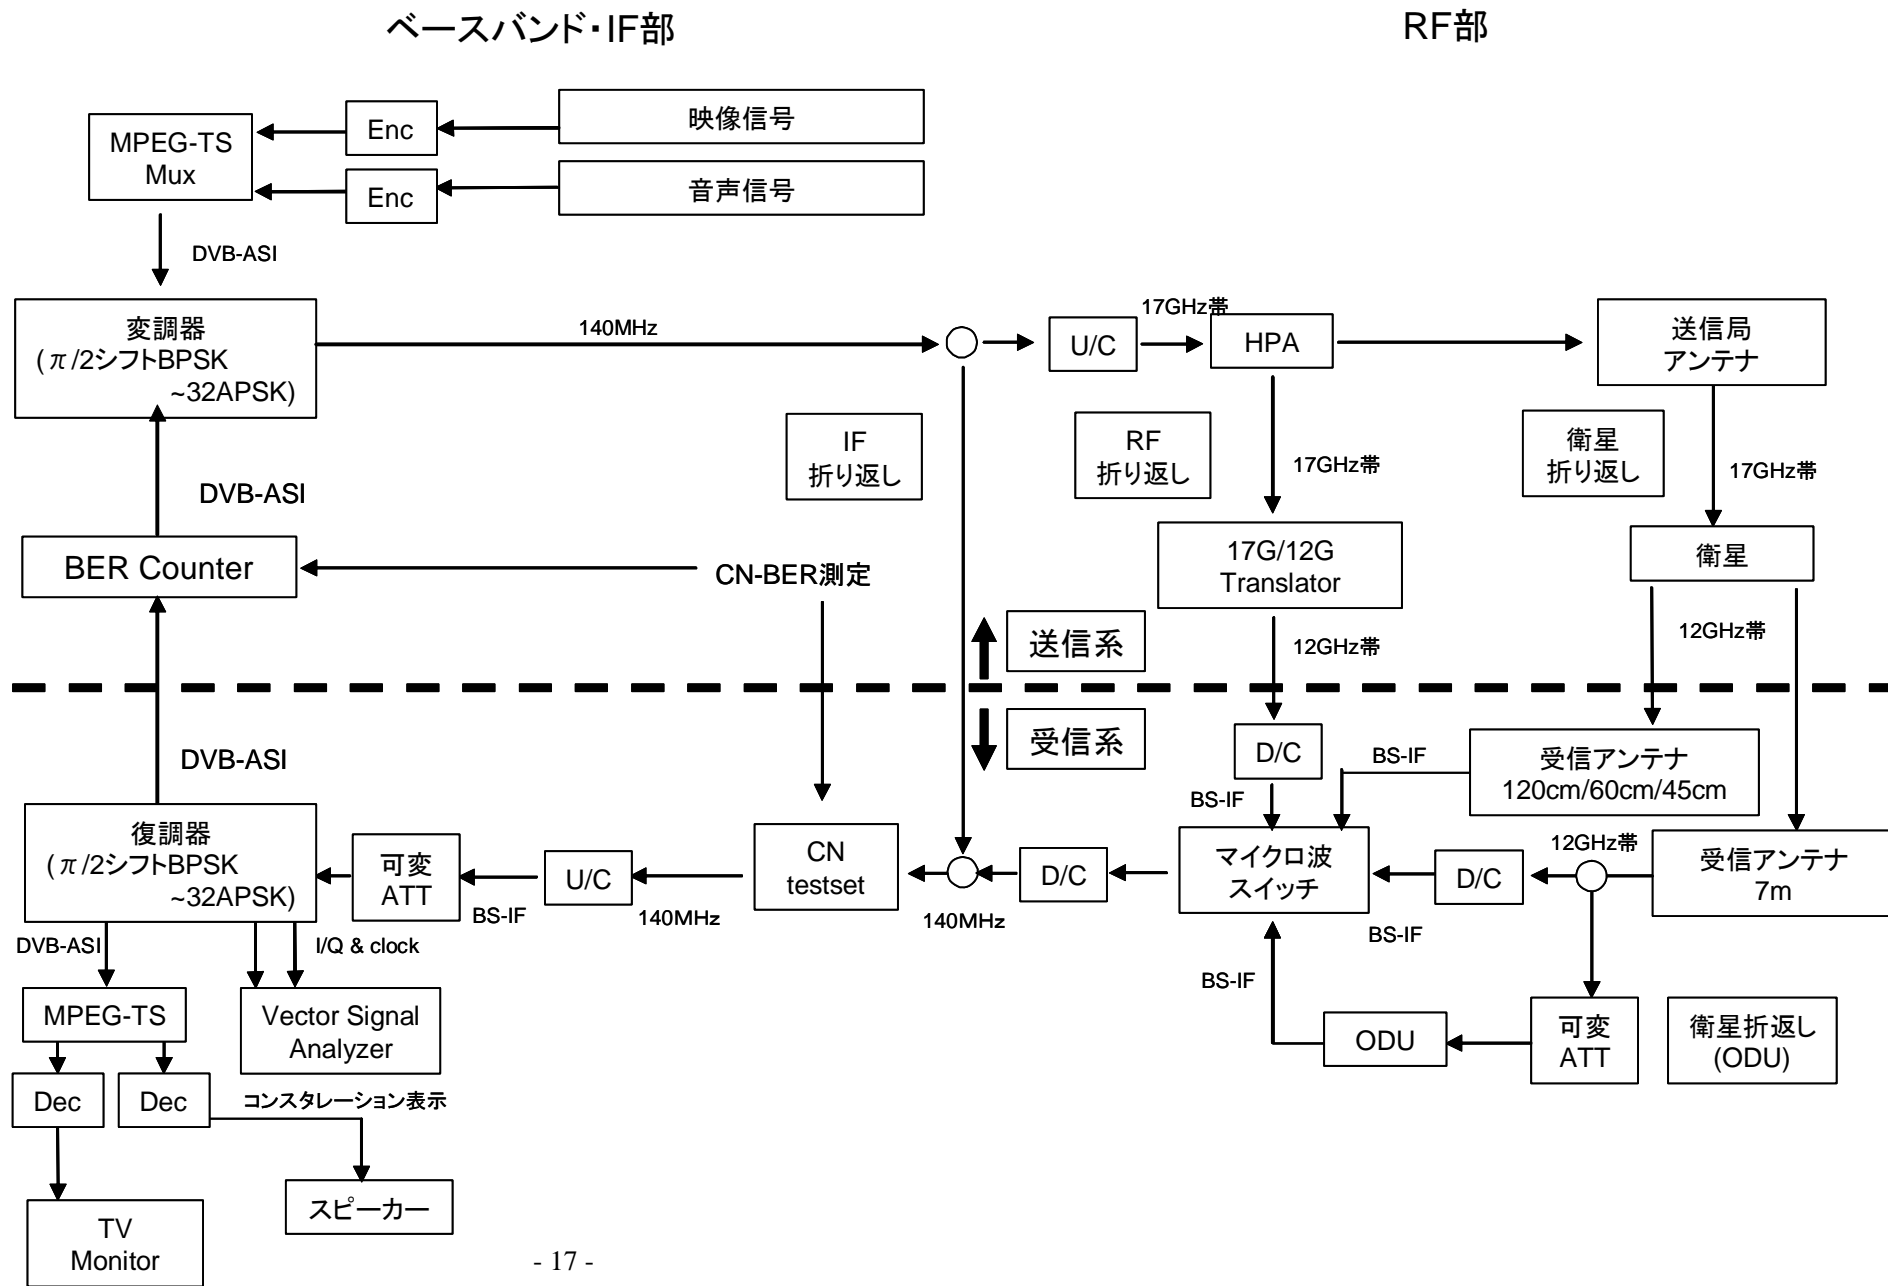 ベースバンド・IF部
RF部
MPEG-TS
Mux
Enc
映像信号
Enc
音声信号
DVB-ASI
変調器
(π/2シフトBPSK
~32APSK)
140MHz
U/C
17GHz帯
HPA
送信局
アンテナ
IF
折り返し
RF
折り返し
17GHz帯
衛星
折り返し
17GHz帯
DVB-ASI
BER Counter
CN-BER測定
17G/12G
Translator
衛星
送信系
12GHz帯
12GHz帯
受信系
DVB-ASI
D/C
BS-IF
BS-IF
受信アンテナ
120cm/60cm/45cm
復調器
(π/2シフトBPSK
~32APSK)
可変
ATT
BS-IF
U/C
140MHz
CN
testset
140MHz
D/C
マイクロ波
スイッチ
D/C
BS-IF
12GHz帯
受信アンテナ
7m
DVB-ASI
I/Q & clock
BS-IF
MPEG-TS
Vector Signal
Analyzer
ODU
可変
ATT
衛星折返し
(ODU)
Dec
Dec
コンスタレーション表示
スピーカー
TV
Monitor
- 17 -